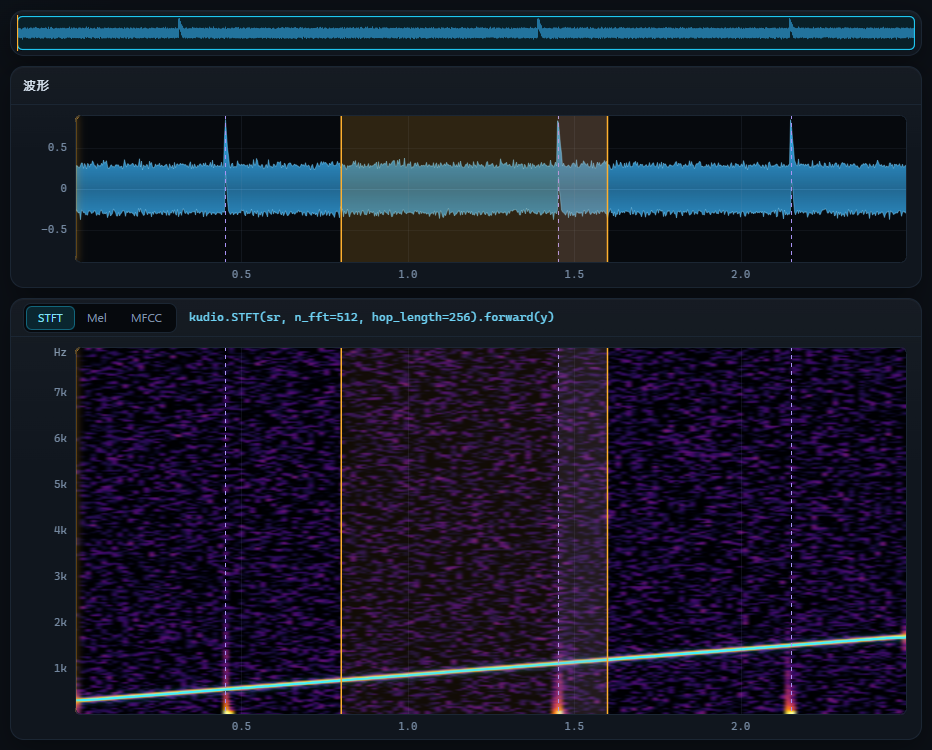 波形
0.5
0
−0.5
0.5 1.0 1.5 2.0
STFT Mel MFCC kudio.STFT(sr, n_fft=512, hop_length=256).forward(y)
Hz
7k
6k
5k
4k
3k
2k
1k
0.5 1.0 1.5 2.0